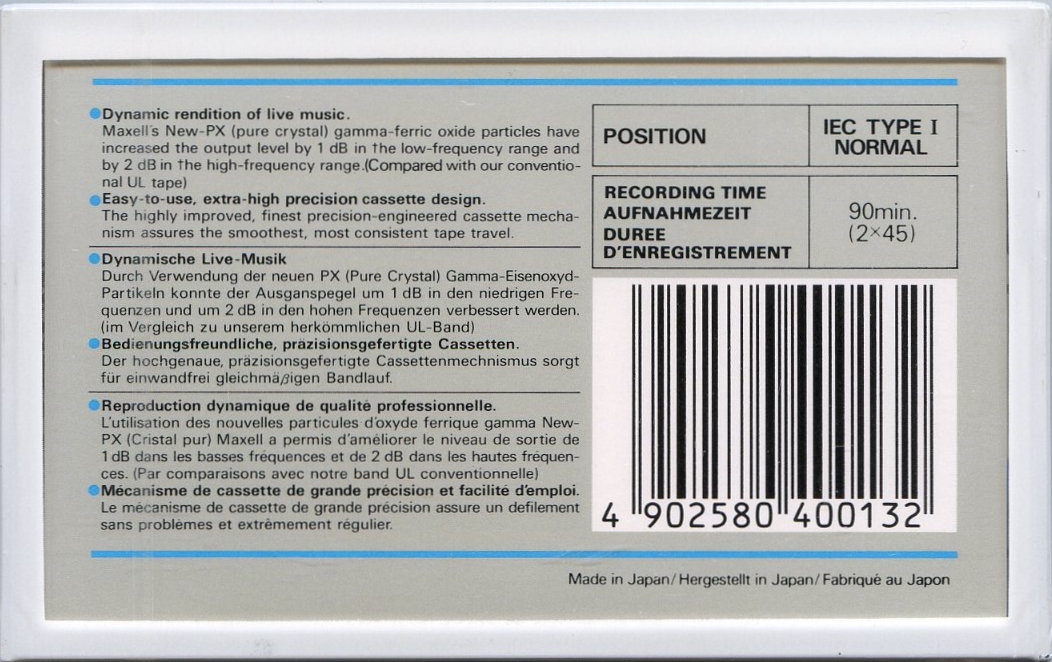 ●Dynamic rendition of live music.
Maxell's New-PX (pure crystal) gamma-ferric oxide particles have
increased the output level by 1 dB in the low-frequency range and
by 2 dB in the high-frequency range.(Compared with our conventio-
nal UL tape)
●Easy-to-use, extra-high precision cassette design.
The highly improved, finest precision-engineered cassette mecha-
nism assures the smoothest, most consistent tape travel.
●Dynamische Live-Musik
Durch Verwendung der neuen PX (Pure Crystal) Gamma-Eisenoxyd-
Partikeln konnte der Ausganspegel um 1 dB in den niedrigen Fre-
quenzen und um 2 dB in den hohen Frequenzen verbessert werden.
(im Vergleich zu unserem herkömmlichen UL-Band)
●Bedienungsfreundliche, präzisionsgefertigte Cassetten.
Der hochgenaue, präzisionsgefertigte Cassettenmechnismus sorgt
für einwandfrei gleichmäßigen Bandlauf.
●Reproduction dynamique de qualité professionnelle.
L'utilisation des nouvelles particules d'oxyde ferrique gamma New-
PX (Cristal pur) Maxell a permis d'améliorer le niveau de sortie de
1 dB dans les basses fréquences et de 2 dB dans les hautes fréquen-
ces. (Par comparaisons avec notre band UL conventionnelle)
●Mécanisme de cassette de grande précision et facilité d'emploi.
Le mécanisme de cassette de grande précision assure un defilement
sans problèmes et extrêmement régulier.
POSITION
IEC TYPE I
NORMAL
RECORDING TIME
AUFNAHMEZEIT
DUREE
D'ENREGISTREMENT
90min.
(2×45)
4 902580 400132
Made in Japan/Hergestellt in Japan/Fabriqué au Japon